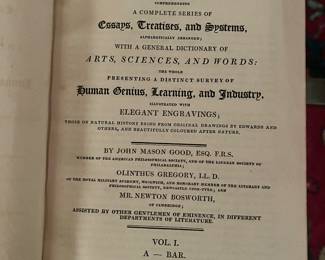 COMPREHENDING
A COMPLETE SERIES OF
Essays, Treatises, and Systems,
ALPHABETICALLY ARRANGED;
WITH A GENERAL DICTIONARY OF
ARTS, SCIENCES, AND WORDS:
THE WHOLE
PRESENTING A DISTINCT SURVEY OF
Human Genius, Learning, and Industry.
ILLUSTRATED WITH
ELEGANT ENGRAVINGS;
THOSE ON NATURAL HISTORY BEING FROM ORIGINAL DRAWINGS BY EDWARDS AND
OTHERS, AND BEAUTIFULLY COLOURED AFTER NATURE.
BY JOHN MASON GOOD, ESQ. F.R.S.
MEMBER OF THE AMERICAN PHILOSOPHICAL SOCIETY, AND OF THE LINNEAN SOCIETY OF
PHILADELPHIA;
OLINTHUS GREGORY, LL. D.
OF THE ROYAL MILITARY ACADEMY, WOOLWICH, AND HONORARY MEMBER OF THE LITERARY AND
PHILOSOPHICAL SOCIETY, NEWCASTLE UPON TYNE; AND
MR. NEWTON BOSWORTH,
OF CAMBRIDGE;
ASSISTED BY OTHER GENTLEMEN OF EMINENCE, IN DIFFERENT
DEPARTMENTS OF LITERATURE.
VOL. I.
A — BAR.